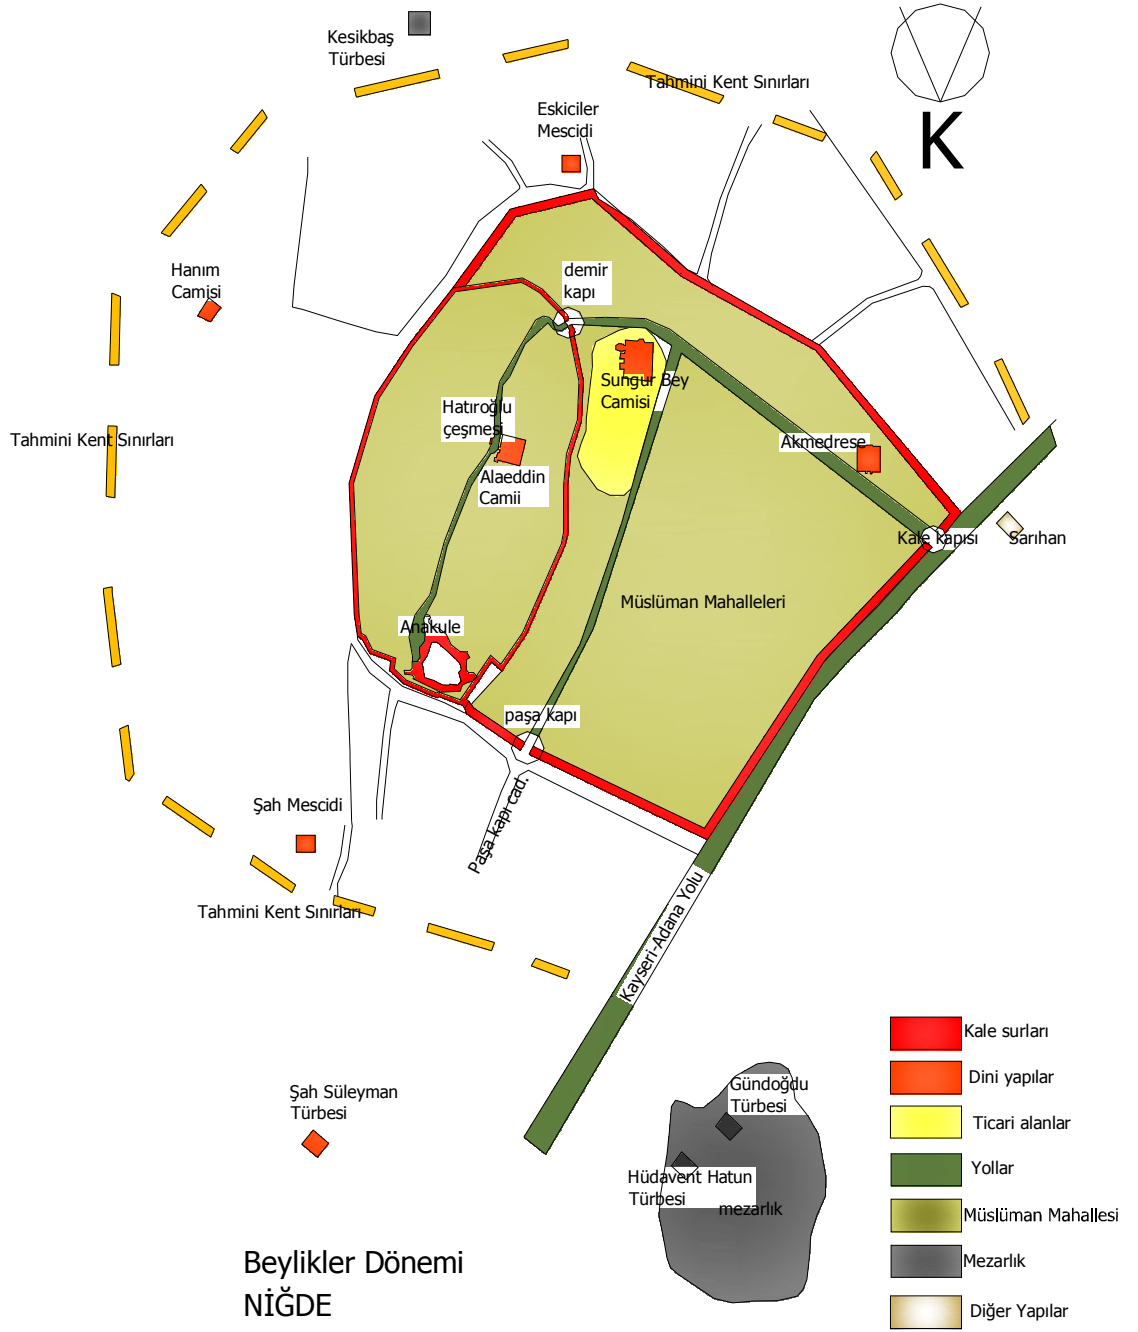 Kesikbaş
Türbesi
Tahmini Kent Sınırları
K
Eskiciler
Mescidi
Hanım
Camisi
demir
kapı
Sungur Bey
Camisi
Hatıroğlu
çeşmesi
Tahmini Kent Sınırları
Akmedrese
Alaeddin
Camii
Kale kapısı
Sarıhan
Müslüman Mahalleleri
Anakule
paşa kapı
Paşa kapı cad.
Şah Mescidi
Tahmini Kent Sınırları
Kayseri-Adana Yolu
Şah Süleyman
Türbesi
Gündoğdu
Türbesi
Hüdavent Hatun
Türbesi
mezarlık
Kale surları
Dini yapılar
Ticari alanlar
Yollar
Müslüman Mahallesi
Mezarlık
Diğer Yapılar
Beylikler Dönemi
NİĞDE